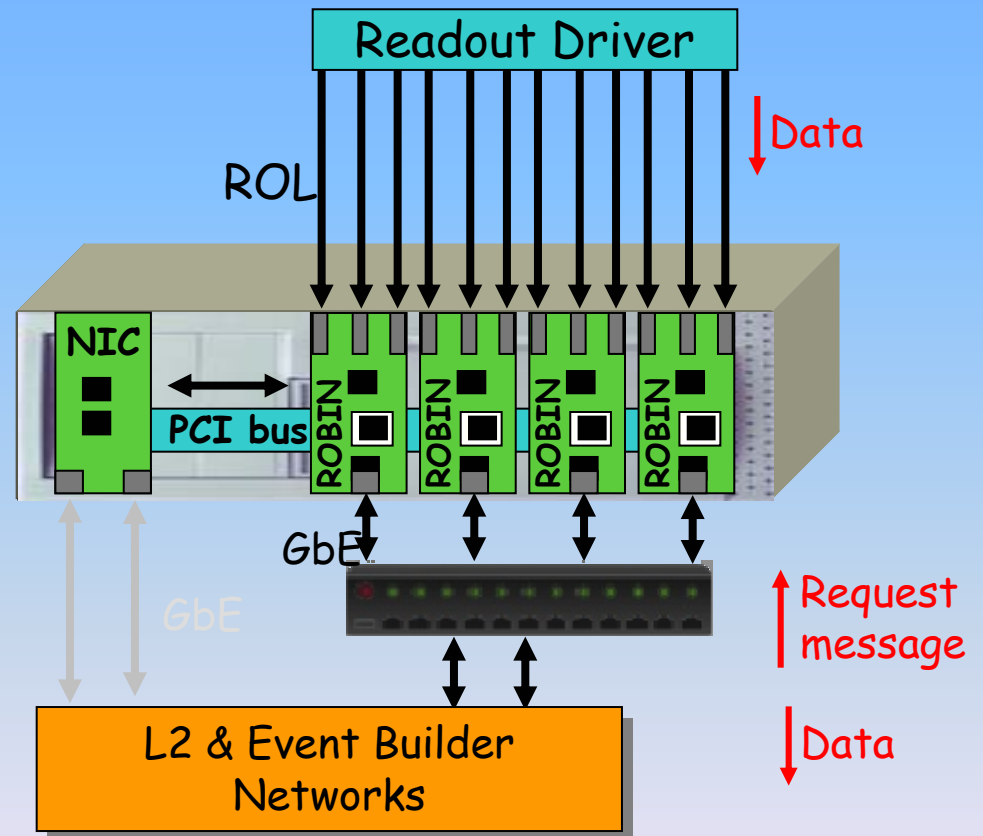 Readout Driver
Data
ROL
NIC
PCI bus
ROBIN
ROBIN
ROBIN
ROBIN
GbE
GbE
Request
message
L2 & Event Builder
Networks
Data